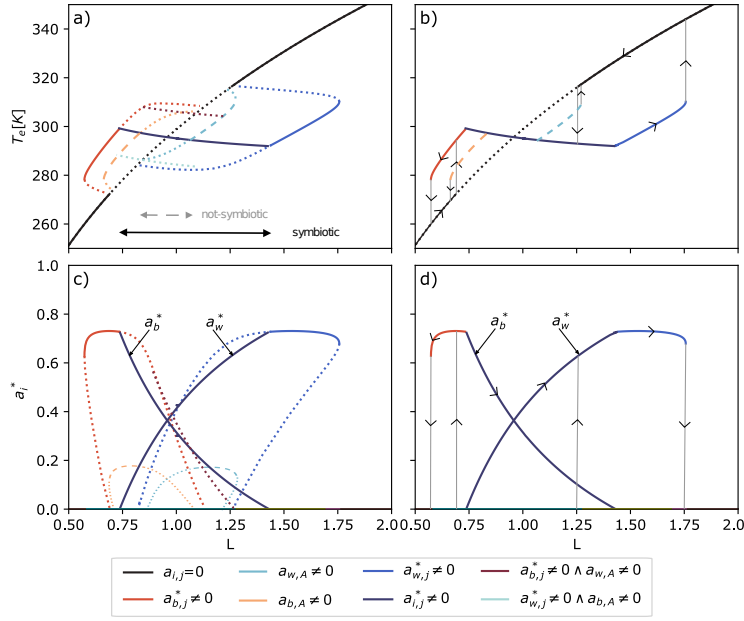 a)
b)
T_e [K]
340
320
300
280
260
not-symbiotic
symbiotic
c)
d)
a_i^*
1.0
0.8
0.6
0.4
0.2
0.0
a_b^*
a_w^*
a_b^*
a_w^*
0.50 0.75 1.00 1.25 1.50 1.75 2.00
0.50 0.75 1.00 1.25 1.50 1.75 2.00
L
L
a_{i,j}=0
a_{w,A} ≠ 0
a_{w,j}^* ≠ 0
a_{b,j}^* ≠ 0 ∧ a_{w,A} ≠ 0
a_{b,j}^* ≠ 0
a_{b,A} ≠ 0
a_{i,j}^* ≠ 0
a_{w,j}^* ≠ 0 ∧ a_{b,A} ≠ 0